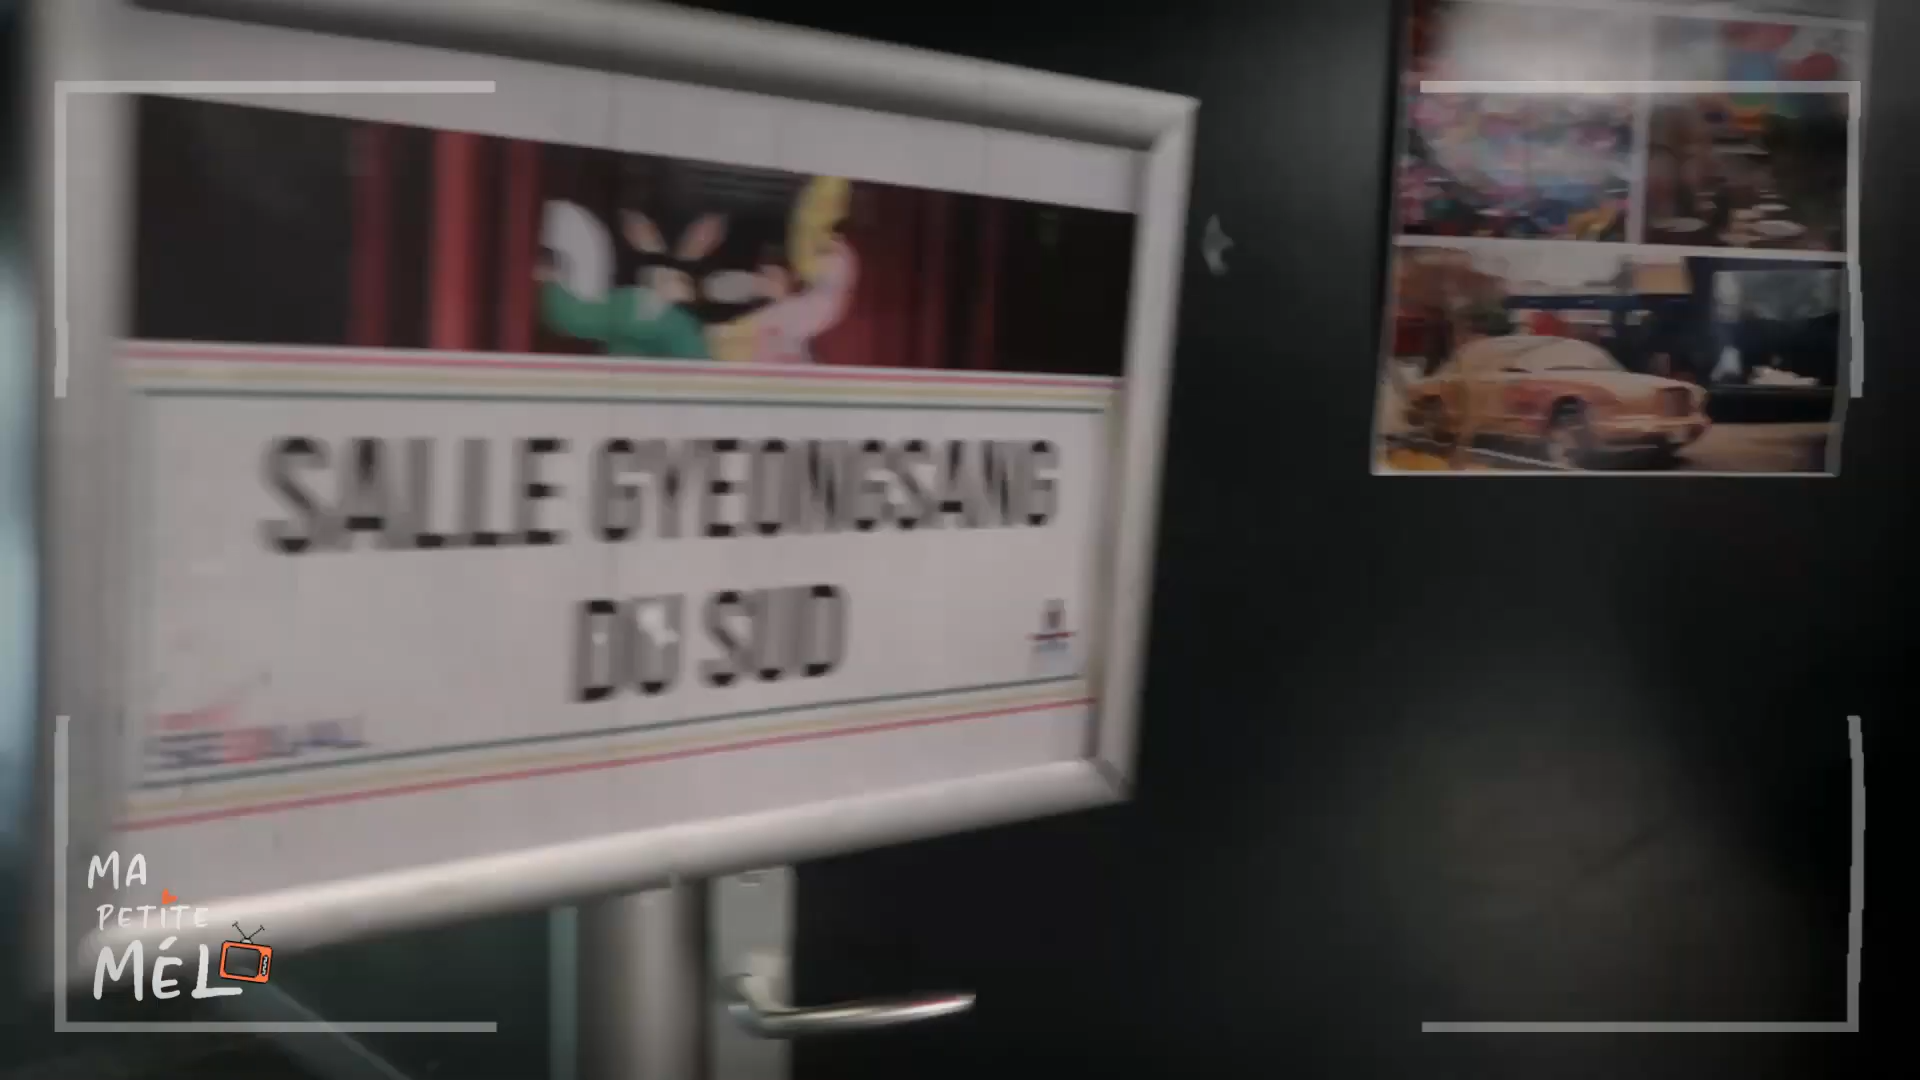 SALLE GYEONGSANG
DU SUD
MA
PETITE
MÉL